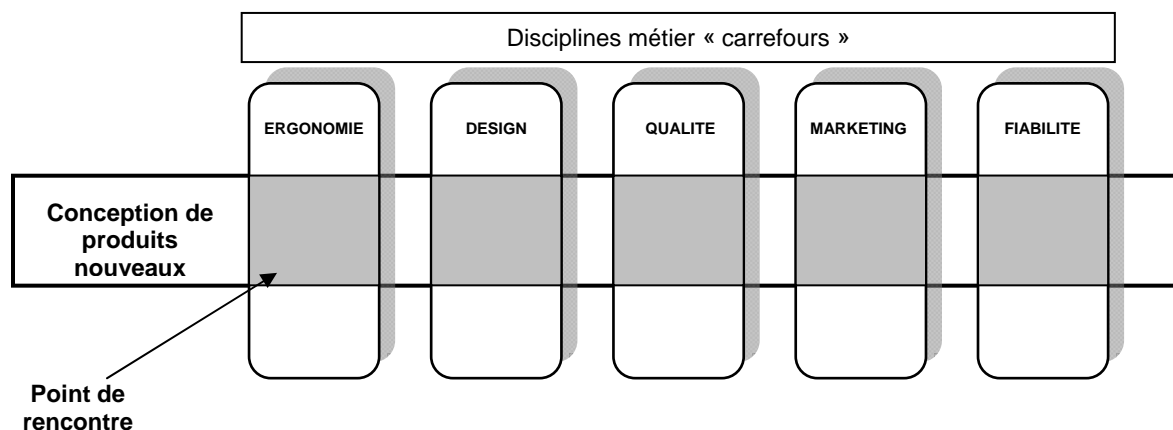 Disciplines métier « carrefours »
ERGONOMIE
DESIGN
QUALITE
MARKETING
FIABILITE
Conception de
produits
nouveaux
Point de
rencontre